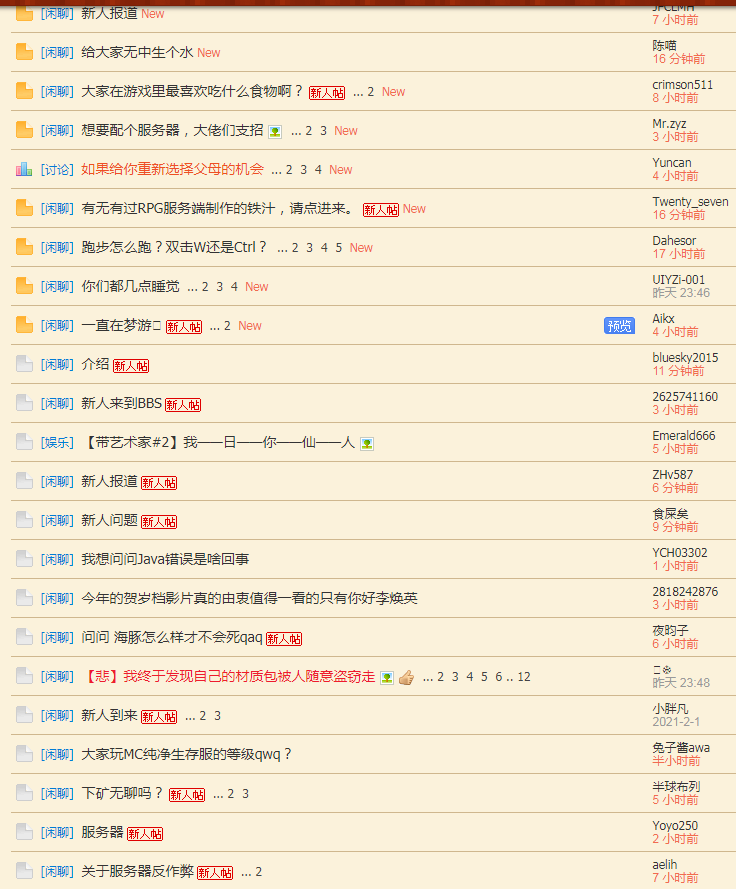 [闲聊] 新人报道 New JFCLMH
7 小时前
[闲聊] 给大家无中生个水 New 陈喵
16 分钟前
[闲聊] 大家在游戏里最喜欢吃什么食物啊？ 新人帖 ... 2 New crimson511
8 小时前
[闲聊] 想要配个服务器，大佬们支招 ... 2 3 New Mr.zyz
3 小时前
[讨论] 如果给你重新选择父母的机会 ... 2 3 4 New Yuncan
4 小时前
[闲聊] 有无有过RPG服务端制作的铁汁，请点进来。 新人帖 New Twenty_seven
16 分钟前
[闲聊] 跑步怎么跑？双击W还是Ctrl？ ... 2 3 4 5 New Dahesor
17 小时前
[闲聊] 你们都几点睡觉 ... 2 3 4 New UIYZi-001
昨天 23:46
[闲聊] 一直在梦游 新人帖 ... 2 New 预览 Aikx
4 小时前
[闲聊] 介绍 新人帖 bluesky2015
11 分钟前
[闲聊] 新人来到BBS 新人帖 2625741160
3 小时前
[娱乐] 【带艺术家#2】我——日——你——仙——人 Emerald666
5 小时前
[闲聊] 新人报道 新人帖 ZHv587
6 分钟前
[闲聊] 新人问题 新人帖 食屎矣
9 分钟前
[闲聊] 我想问问Java错误是啥回事 YCH03302
1 小时前
[闲聊] 今年的贺岁档影片真的由衷值得一看的只有你好李焕英 2818242876
3 小时前
[闲聊] 问问 海豚怎么样才不会死qaq 新人帖 夜昀子
6 小时前
[闲聊] 【悲】我终于发现自己的材质包被人随意盗窃走 ... 2 3 4 5 6 .. 12 ❄
昨天 23:48
[闲聊] 新人到来 新人帖 ... 2 3 小胖凡
2021-2-1
[闲聊] 大家玩MC纯净生存服的等级qwq？ 兔子酱awa
半小时前
[闲聊] 下矿无聊吗？ 新人帖 ... 2 3 半球布列
5 小时前
[闲聊] 服务器 新人帖 Yoyo250
2 小时前
[闲聊] 关于服务器反作弊 新人帖 ... 2 aelih
7 小时前